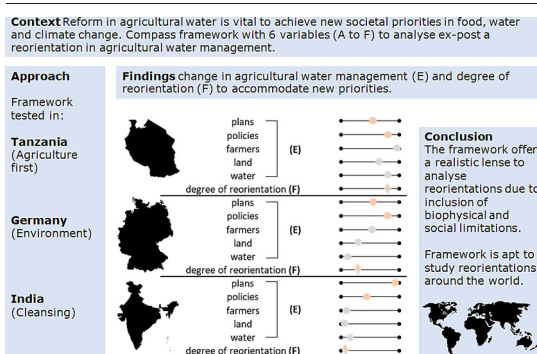 Context Reform in agricultural water is vital to achieve new societal priorities in food, water
and climate change. Compass framework with 6 variables (A to F) to analyse ex-post a
reorientation in agricultural water management.
Approach
Framework
tested in:
Tanzania
(Agriculture
first)
Germany
(Environment)
India
(Cleansing)
Findings change in agricultural water management (E) and degree of
reorientation (F) to accommodate new priorities.
plans
policies
farmers (E)
land
water
degree of reorientation (F)
plans
policies
farmers (E)
land
water
degree of reorientation (F)
plans
policies
farmers (E)
land
water
degree of reorientation (F)
Conclusion
The framework offer
a realistic lense to
analyse
reorientations due to
inclusion of
biophysical and
social limitations.
Framework is apt to
study reorientations
around the world.